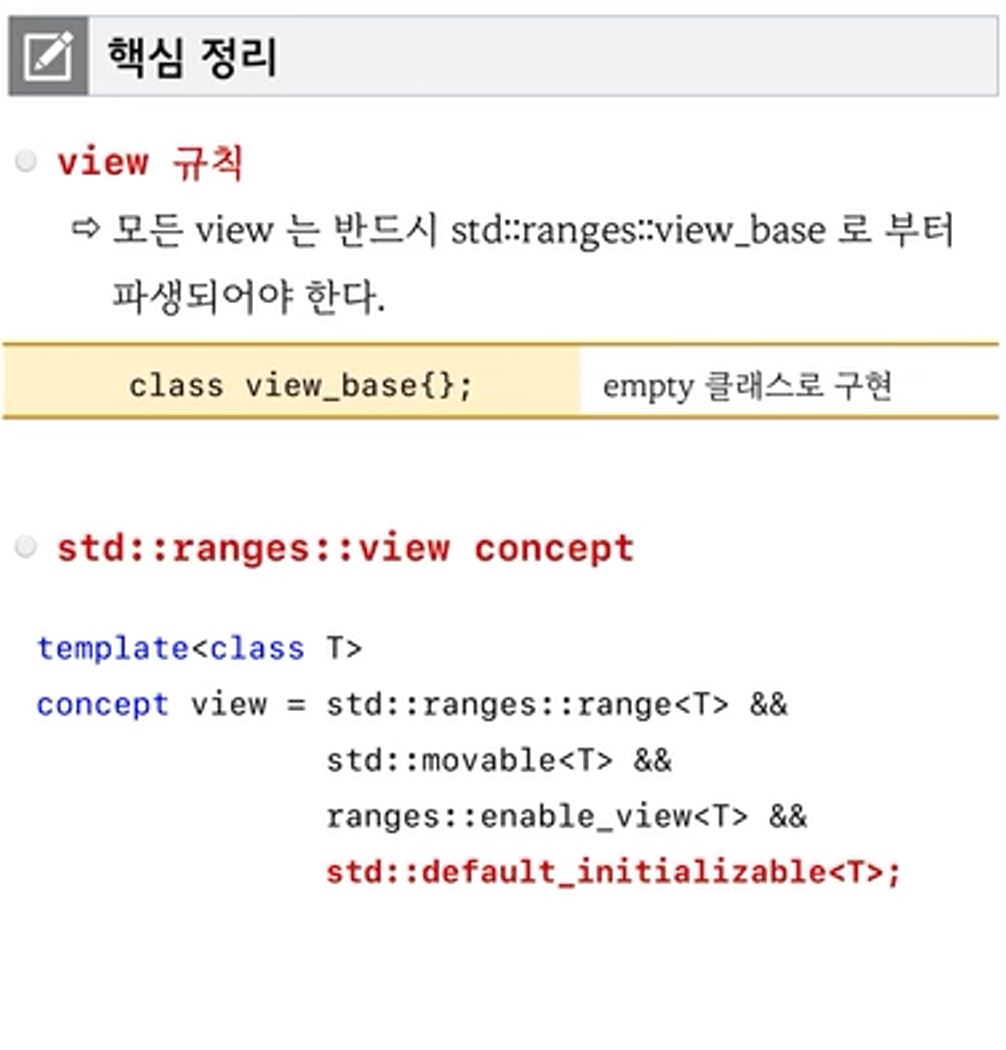 핵심 정리
view 규칙
⇨ 모든 view 는 반드시 std::ranges::view_base 로 부터
파생되어야 한다.
class view_base{}; empty 클래스로 구현
std::ranges::view concept
template<class T>
concept view = std::ranges::range<T> &&
std::movable<T> &&
ranges::enable_view<T> &&
std::default_initializable<T>;